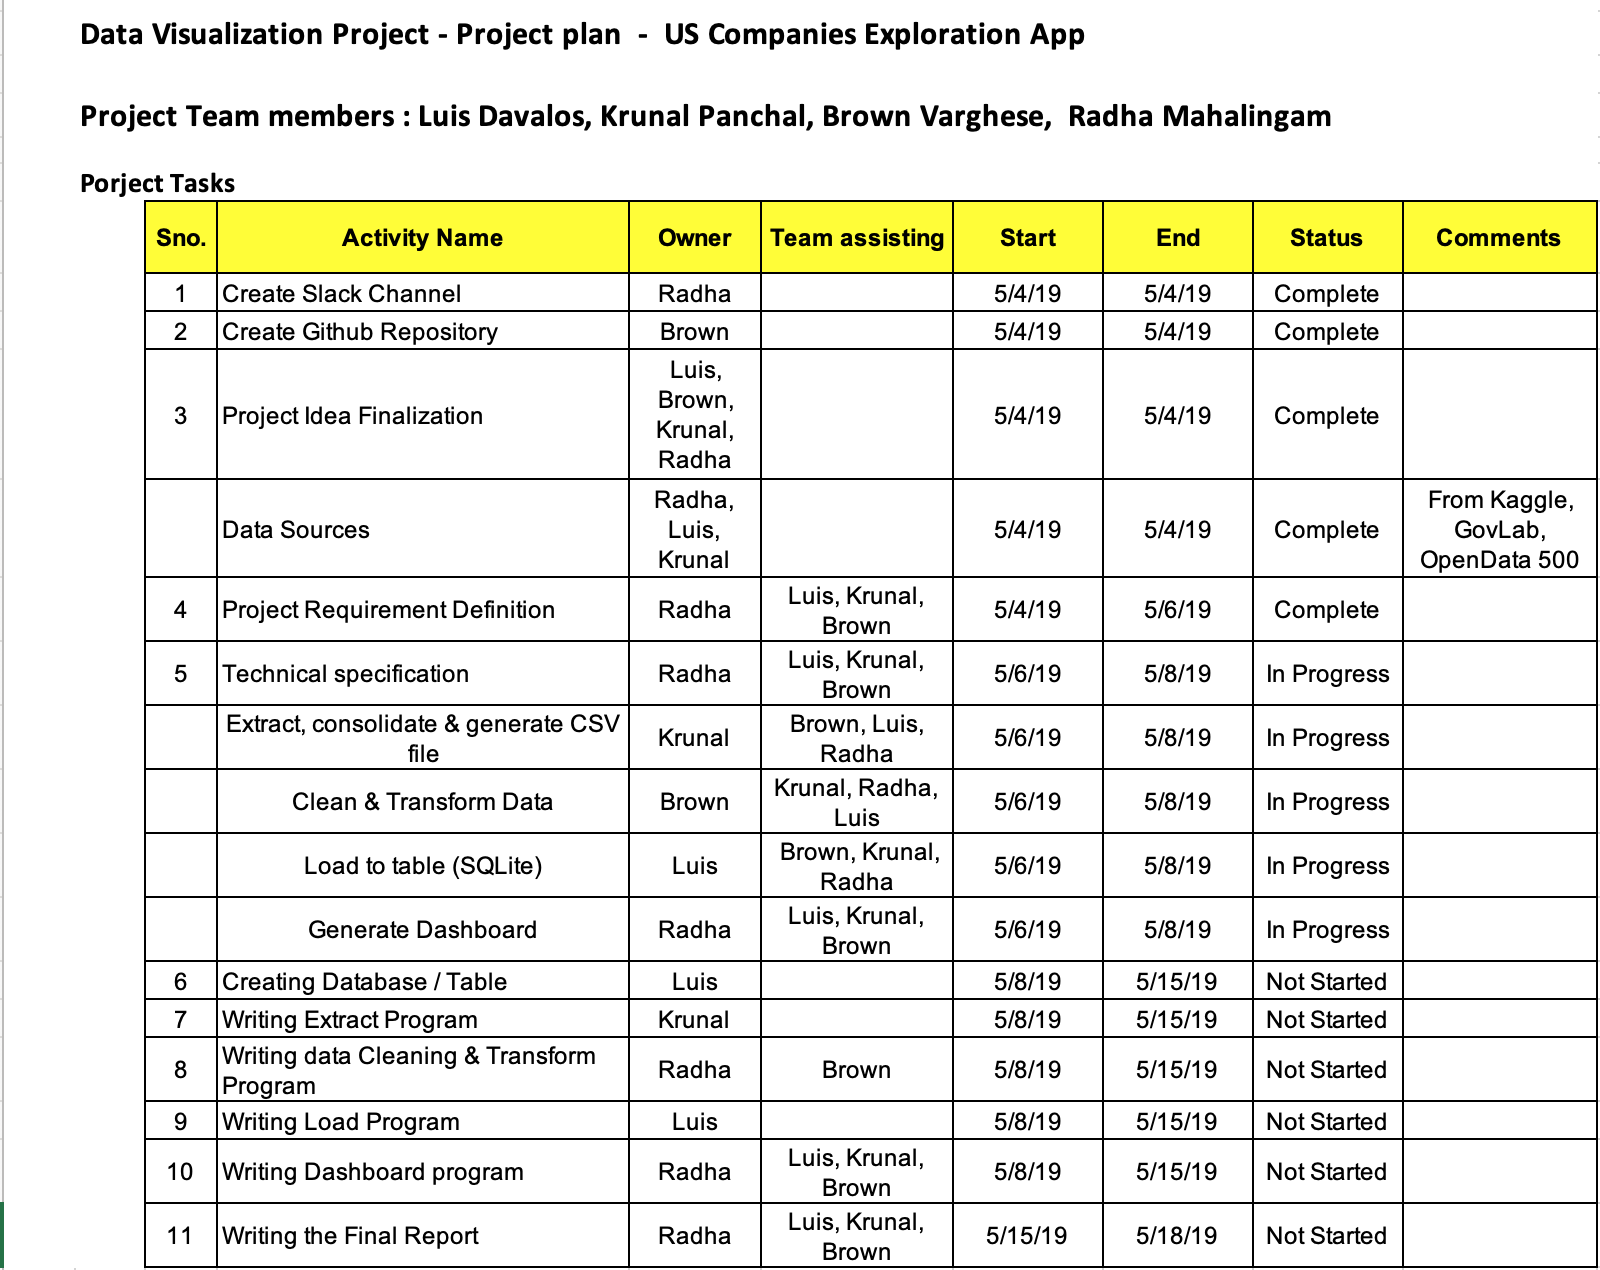 Data Visualization Project - Project plan  -  US Companies Exploration App
Project Team members : Luis Davalos, Krunal Panchal, Brown Varghese,  Radha Mahalingam
Porject Tasks
Sno. Activity Name Owner Team assisting Start End Status Comments
1 Create Slack Channel Radha 5/4/19 5/4/19 Complete
2 Create Github Repository Brown 5/4/19 5/4/19 Complete
3 Project Idea Finalization Luis,
Brown,
Krunal,
Radha 5/4/19 5/4/19 Complete
Data Sources Radha,
Luis,
Krunal 5/4/19 5/4/19 Complete From Kaggle,
GovLab,
OpenData 500
4 Project Requirement Definition Radha Luis, Krunal,
Brown 5/4/19 5/6/19 Complete
5 Technical specification Radha Luis, Krunal,
Brown 5/6/19 5/8/19 In Progress
Extract, consolidate & generate CSV
file Krunal Brown, Luis,
Radha 5/6/19 5/8/19 In Progress
Clean & Transform Data Brown Krunal, Radha,
Luis 5/6/19 5/8/19 In Progress
Load to table (SQLite) Luis Brown, Krunal,
Radha 5/6/19 5/8/19 In Progress
Generate Dashboard Radha Luis, Krunal,
Brown 5/6/19 5/8/19 In Progress
6 Creating Database / Table Luis 5/8/19 5/15/19 Not Started
7 Writing Extract Program Krunal 5/8/19 5/15/19 Not Started
8 Writing data Cleaning & Transform
Program Radha Brown 5/8/19 5/15/19 Not Started
9 Writing Load Program Luis 5/8/19 5/15/19 Not Started
10 Writing Dashboard program Radha Luis, Krunal,
Brown 5/8/19 5/15/19 Not Started
11 Writing the Final Report Radha Luis, Krunal,
Brown 5/15/19 5/18/19 Not Started